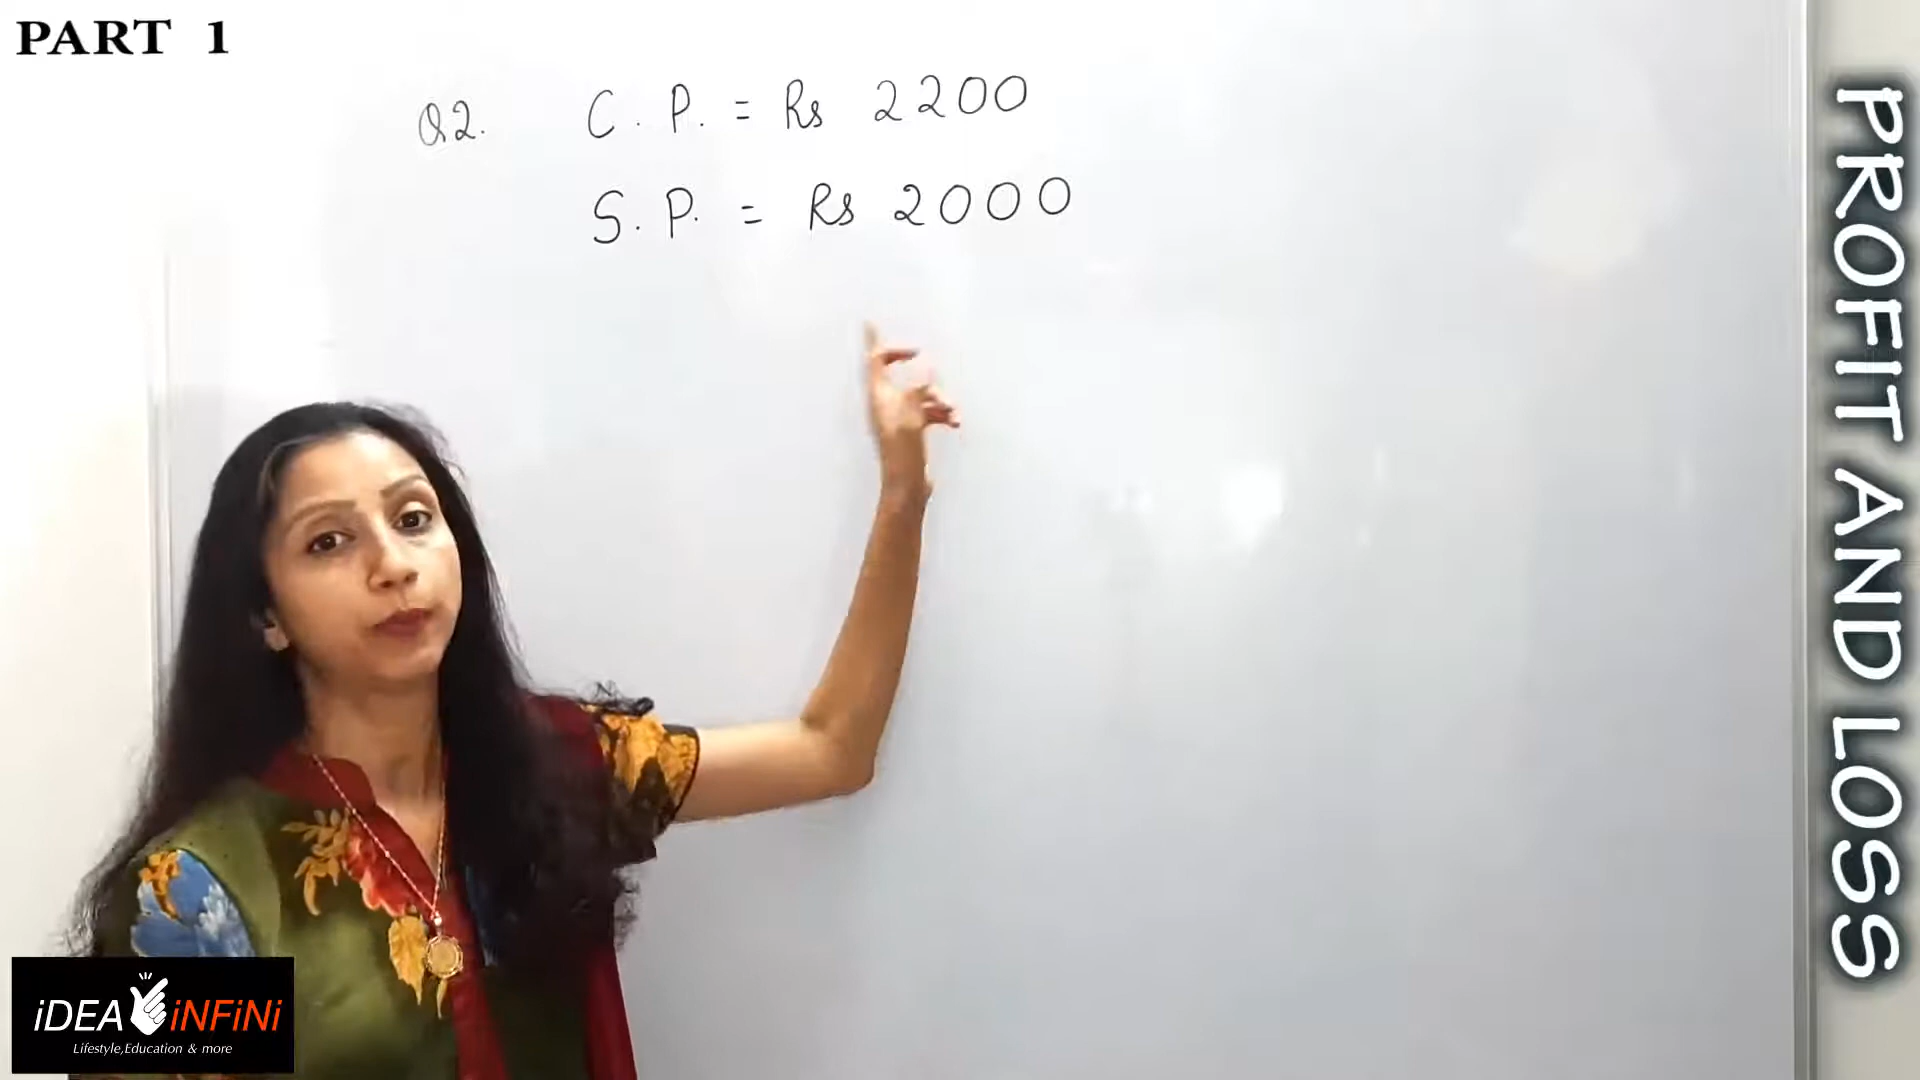 PART 1
Q2. C.P. = Rs 2200
S.P. = Rs 2000
PROFIT AND LOSS
iDEA iNFiNi
Lifestyle,Education & more